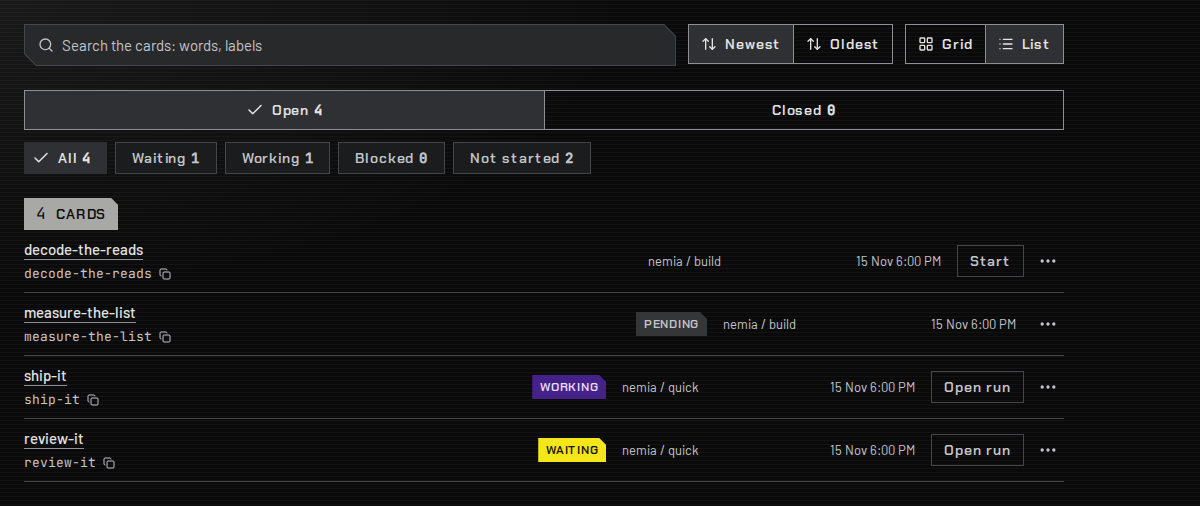 Search the cards: words, labels
Newest Oldest Grid List
Open 4 Closed 0
All 4 Waiting 1 Working 1 Blocked 0 Not started 2
4 CARDS
decode-the-reads
decode-the-reads
nemia / build 15 Nov 6:00 PM Start
measure-the-list
measure-the-list
PENDING nemia / build 15 Nov 6:00 PM
ship-it
ship-it
WORKING nemia / quick 15 Nov 6:00 PM Open run
review-it
review-it
WAITING nemia / quick 15 Nov 6:00 PM Open run